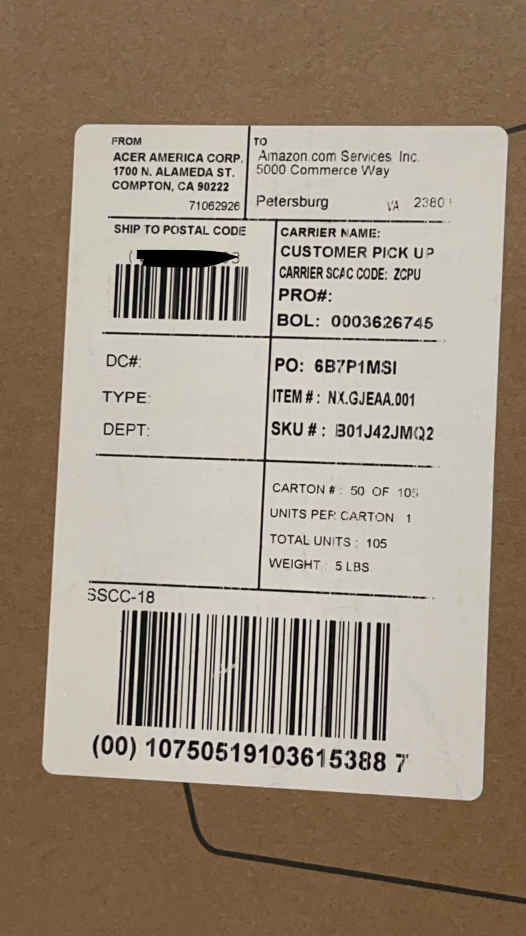 FROM
ACER AMERICA CORP.
1700 N. ALAMEDA ST.
COMPTON, CA 90222
71062926
TO
Amazon.com Services Inc.
5000 Commerce Way
Petersburg VA 2380
SHIP TO POSTAL CODE
(
3
CARRIER NAME:
CUSTOMER PICK UP
CARRIER SCAC CODE: ZCPU
PRO#:
BOL: 0003626745
DC#:
TYPE:
DEPT:
PO: 6B7P1MSI
ITEM #: NX.GJEAA.001
SKU #: B01J42JMQ2
CARTON #: 50 OF 105
UNITS PER CARTON 1
TOTAL UNITS: 105
WEIGHT: 5 LBS
SSCC-18
(00) 10750519103615388 7